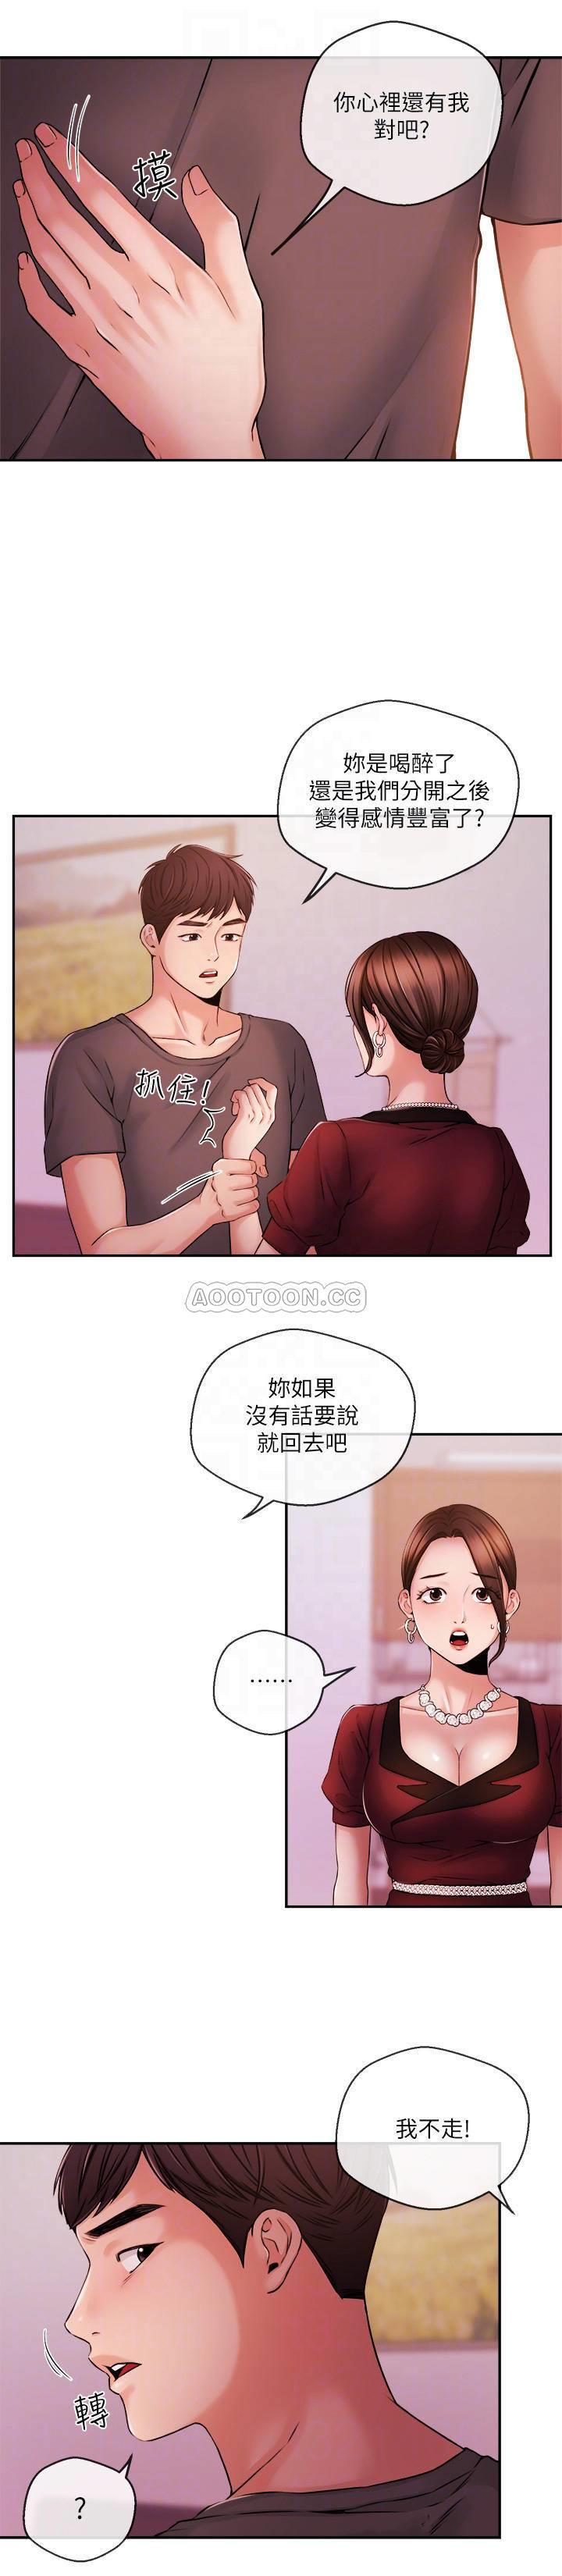 你心裡還有我
對吧?
摸
妳是喝醉了
還是我們分開之後
變得感情豐富了?
抓住!
AOOTOON.CC
妳如果
沒有話要說
就回去吧
......
我不走!
轉
?